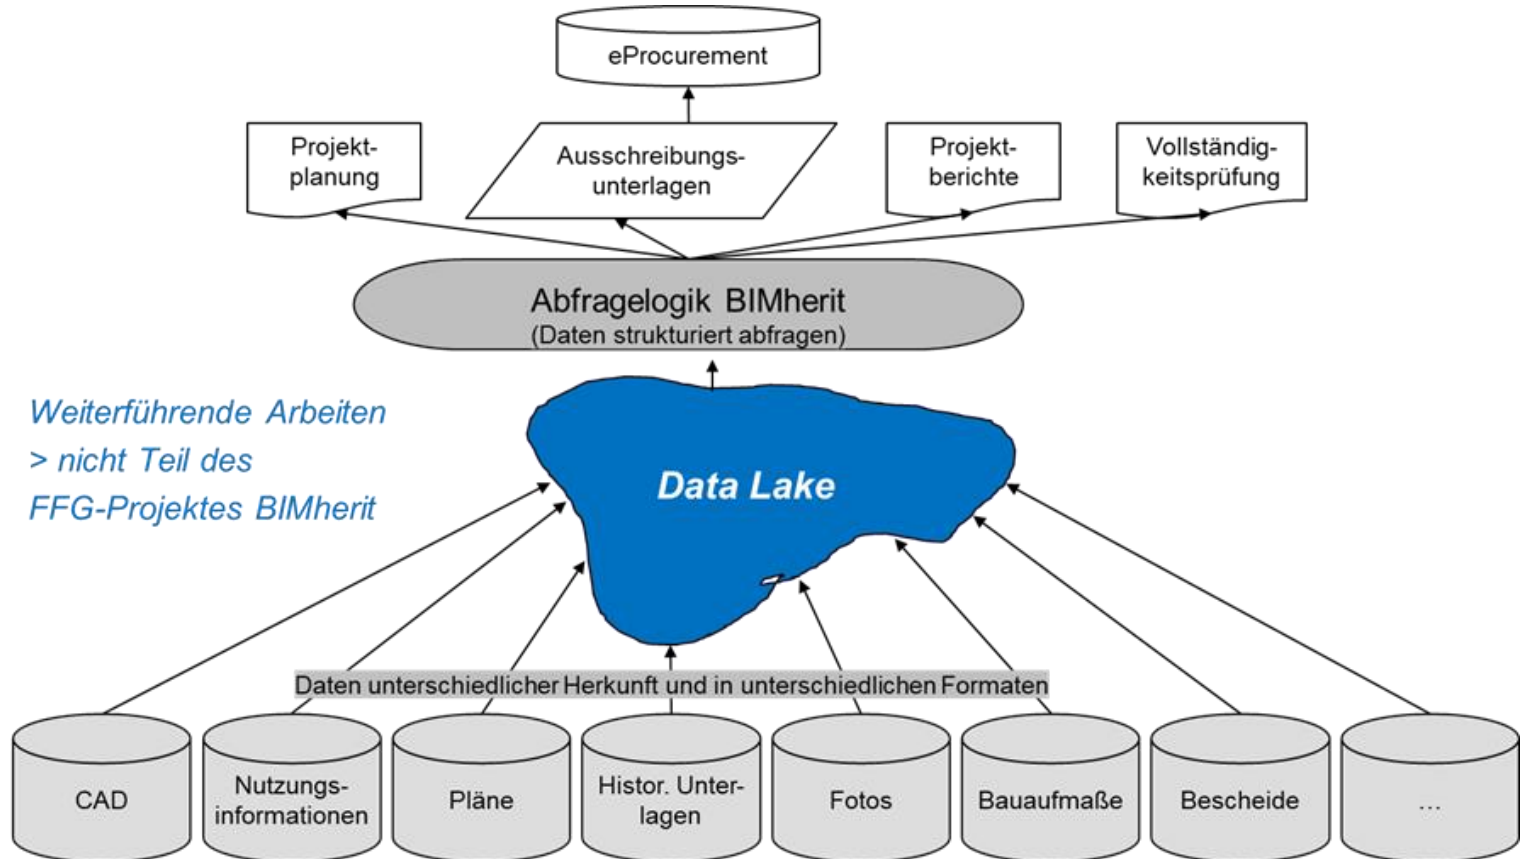 eProcurement
Projekt-
planung
Ausschreibungs-
unterlagen
Projekt-
berichte
Vollständig-
keitsprüfung
Abfragelogik BIMherit
(Daten strukturiert abfragen)
Weiterführende Arbeiten
> nicht Teil des
FFG-Projektes BIMherit
Data Lake
Daten unterschiedlicher Herkunft und in unterschiedlichen Formaten
CAD
Nutzungs-
informationen
Pläne
Histor. Unter-
lagen
Fotos
Bauaufmaße
Bescheide
...